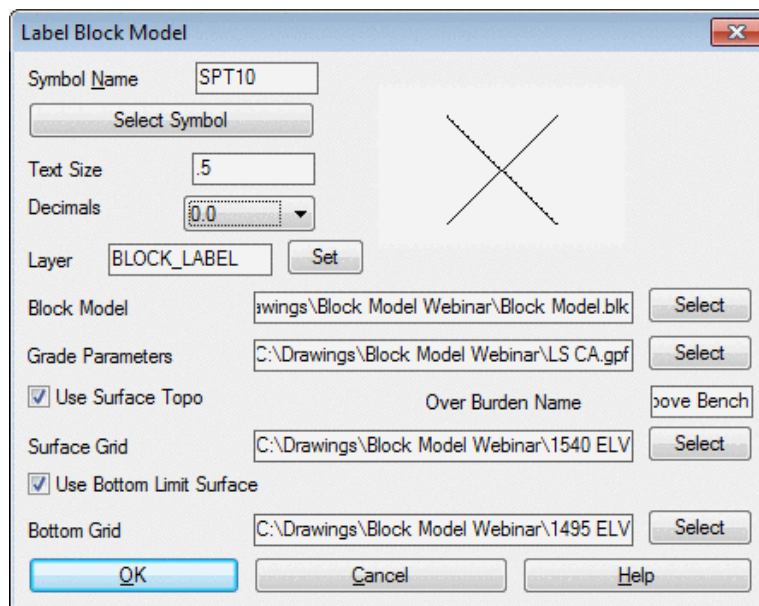 Label Block Model
Symbol Name SPT10
Select Symbol
Text Size .5
Decimals 0.0
Layer BLOCK_LABEL Set
Block Model awings\Block Model Webinar\Block Model.blk Select
Grade Parameters C:\Drawings\Block Model Webinar\LS CA.gpf Select
Use Surface Topo Over Burden Name bove Bench
Surface Grid C:\Drawings\Block Model Webinar\1540 ELV Select
Use Bottom Limit Surface
Bottom Grid C:\Drawings\Block Model Webinar\1495 ELV Select
OK Cancel Help